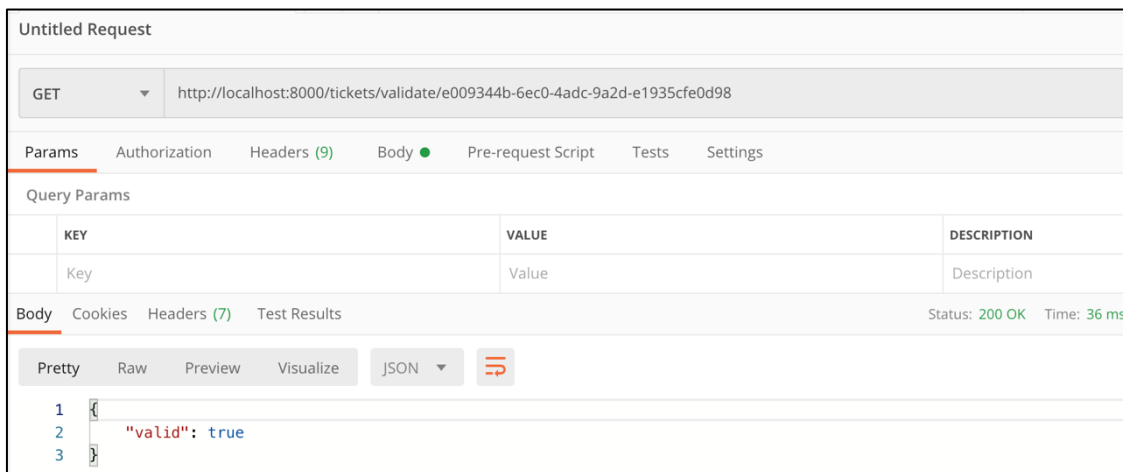 Untitled Request
GET http://localhost:8000/tickets/validate/e009344b-6ec0-4adc-9a2d-e1935cfe0d98
Params Authorization Headers (9) Body Pre-request Script Tests Settings
Query Params
KEY VALUE DESCRIPTION
Key Value Description
Body Cookies Headers (7) Test Results Status: 200 OK Time: 36 ms
Pretty Raw Preview Visualize JSON
1 {
2 "valid": true
3 }